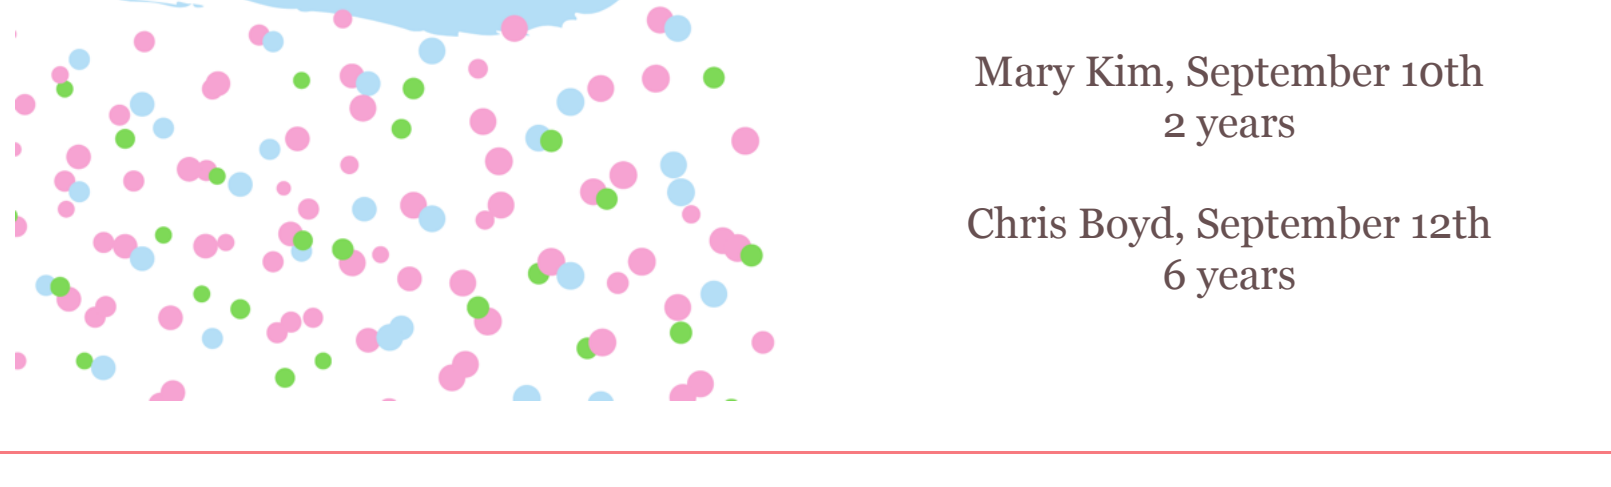 Mary Kim, September 10th
2 years
Chris Boyd, September 12th
6 years